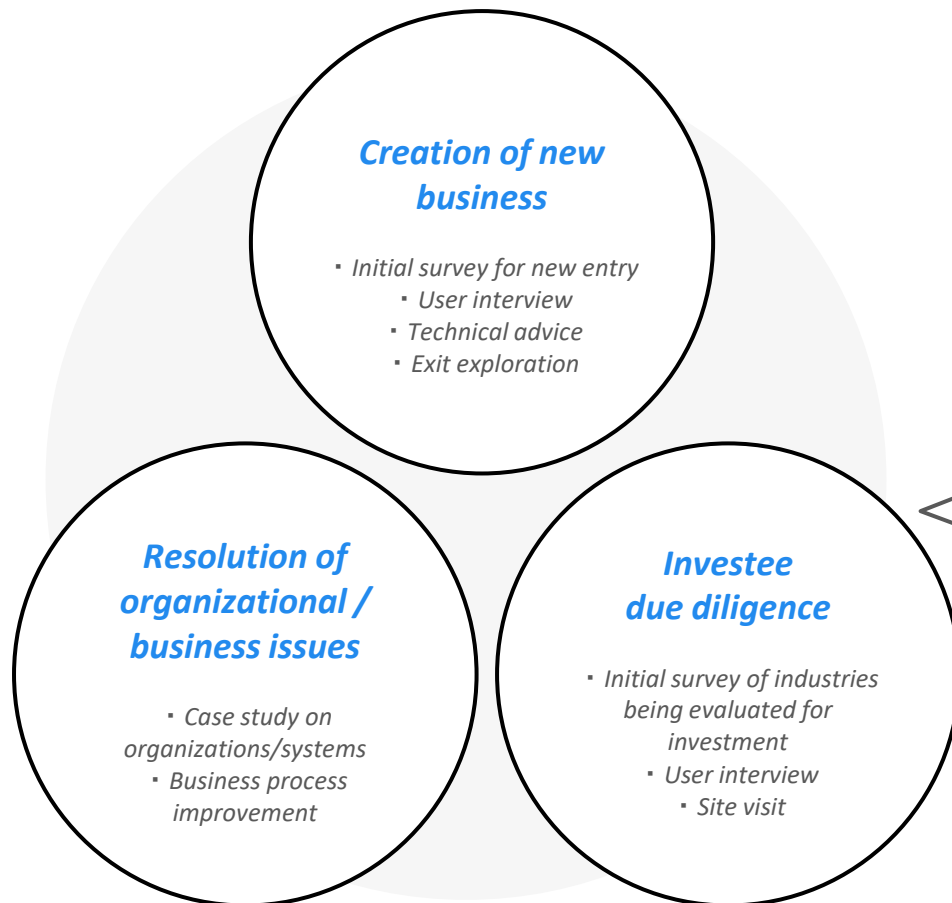 Creation of new
business
・Initial survey for new entry
・User interview
・Technical advice
・Exit exploration
Resolution of
organizational /
business issues
・Case study on
organizations/systems
・Business process
improvement
Investee
due diligence
・Initial survey of industries
being evaluated for
investment
・User interview
・Site visit